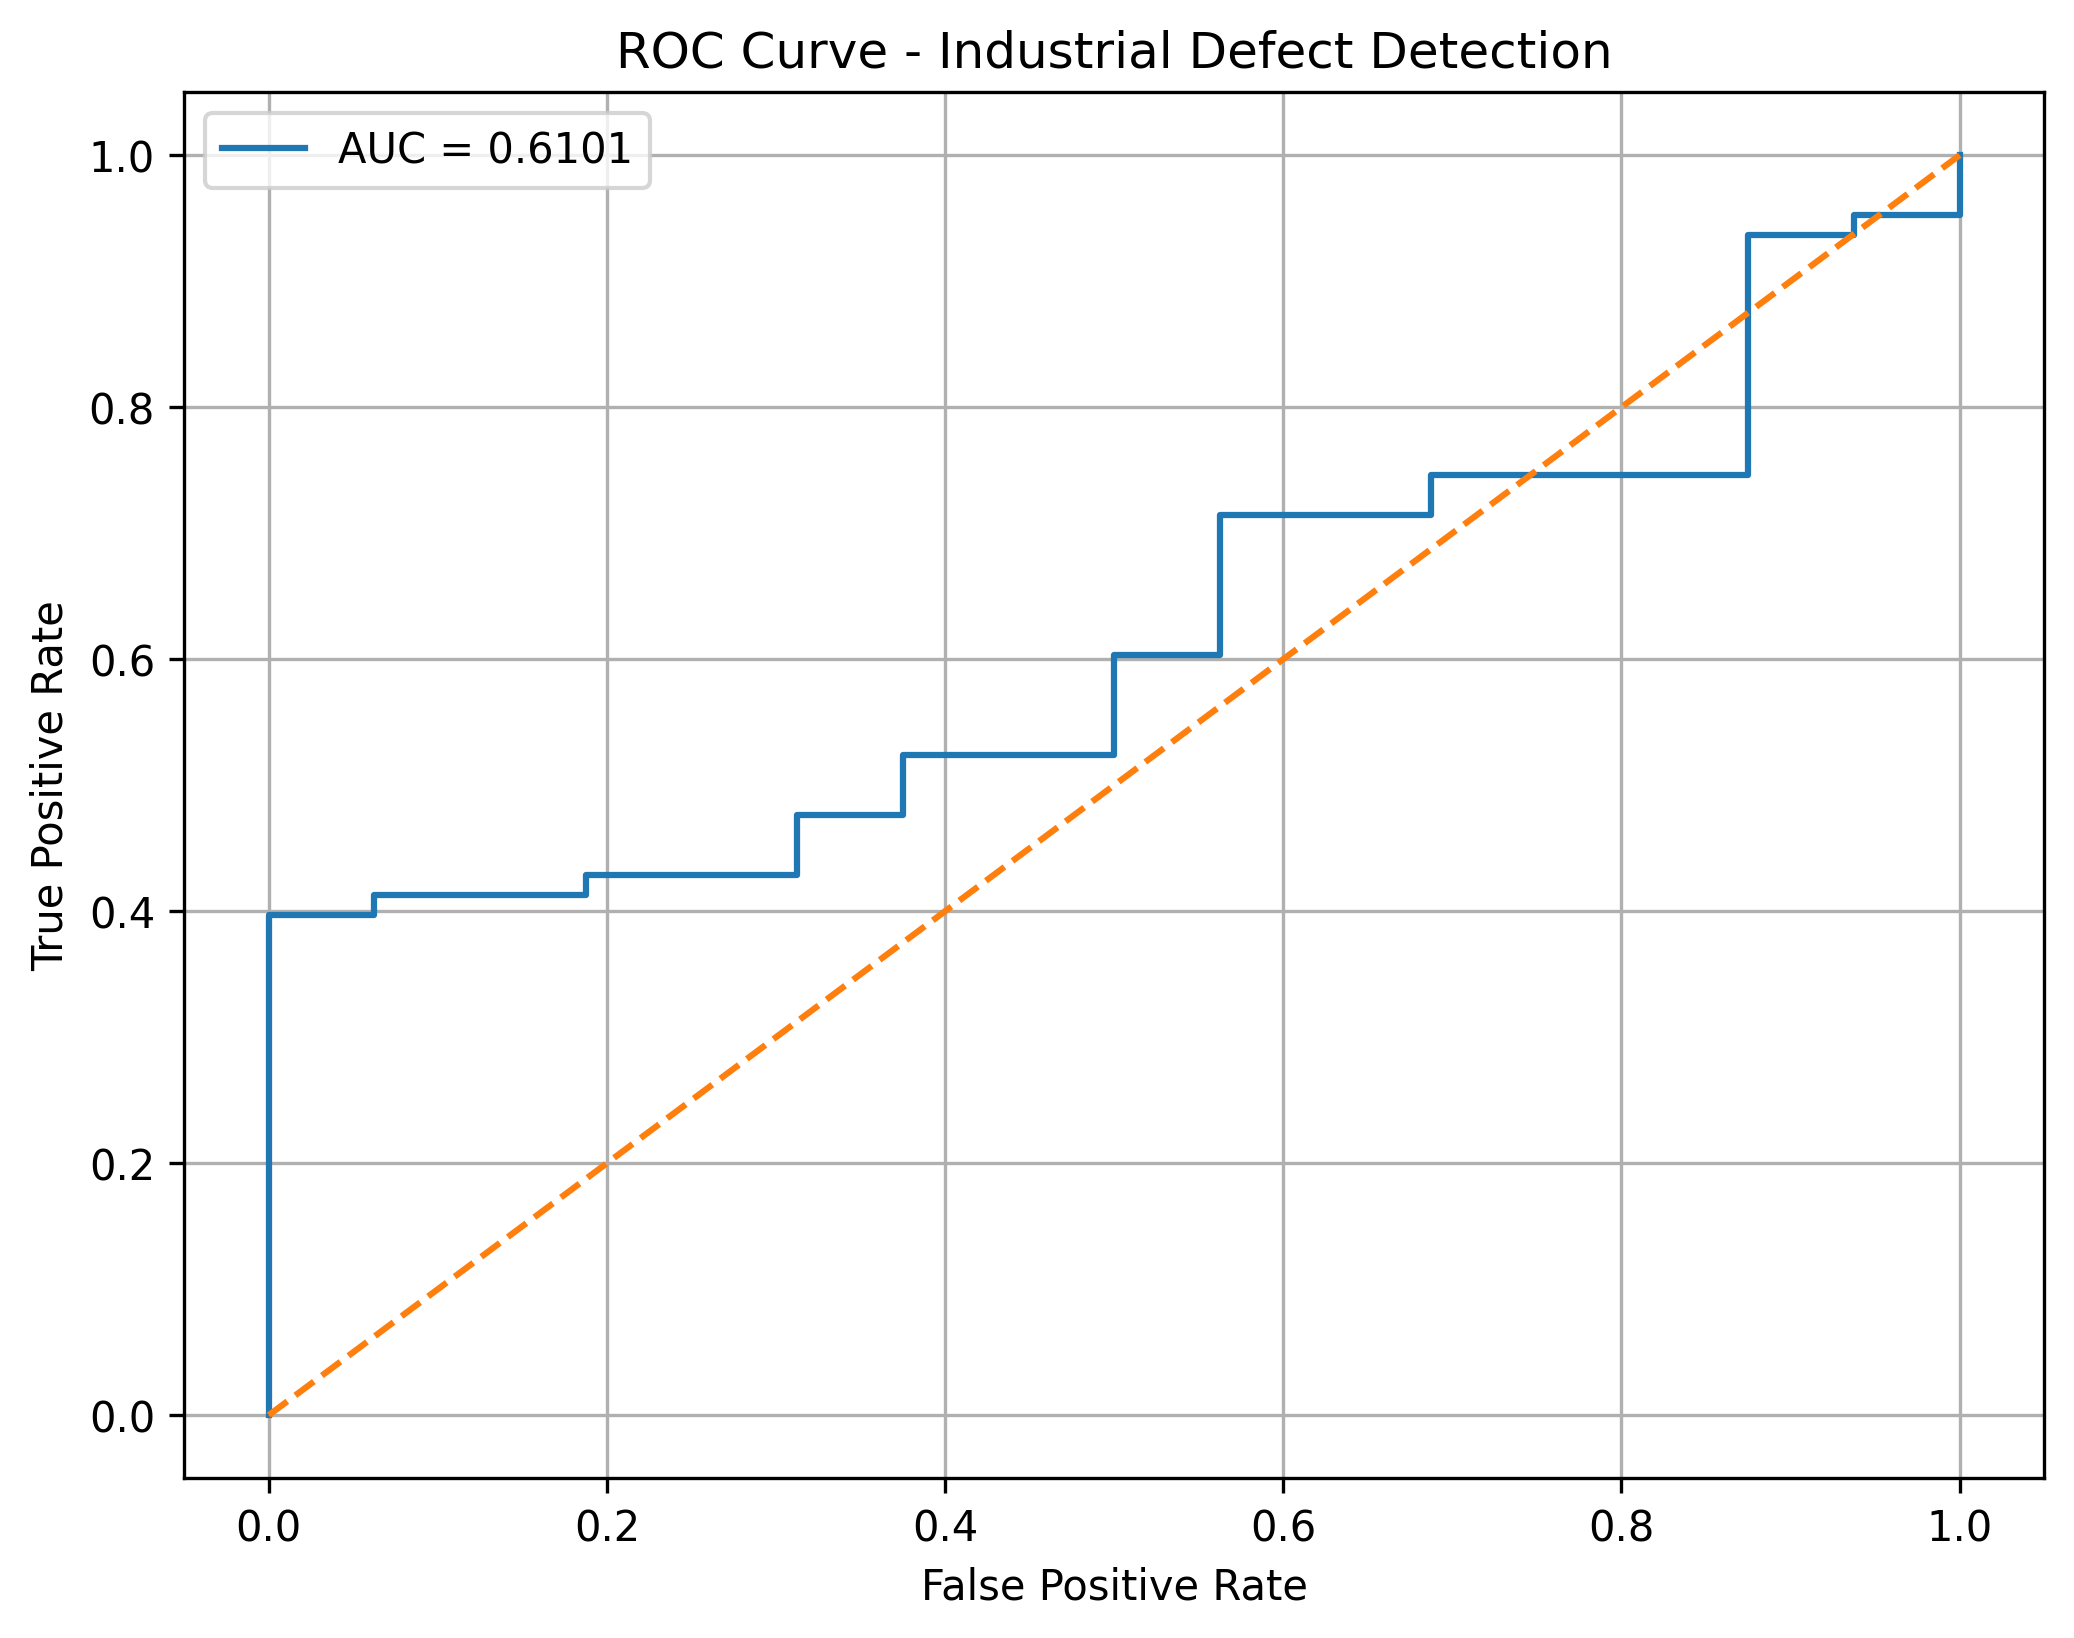 ROC Curve - Industrial Defect Detection
AUC = 0.6101
1.0
0.8
0.6
0.4
0.2
0.0
True Positive Rate
0.0 0.2 0.4 0.6 0.8 1.0
False Positive Rate